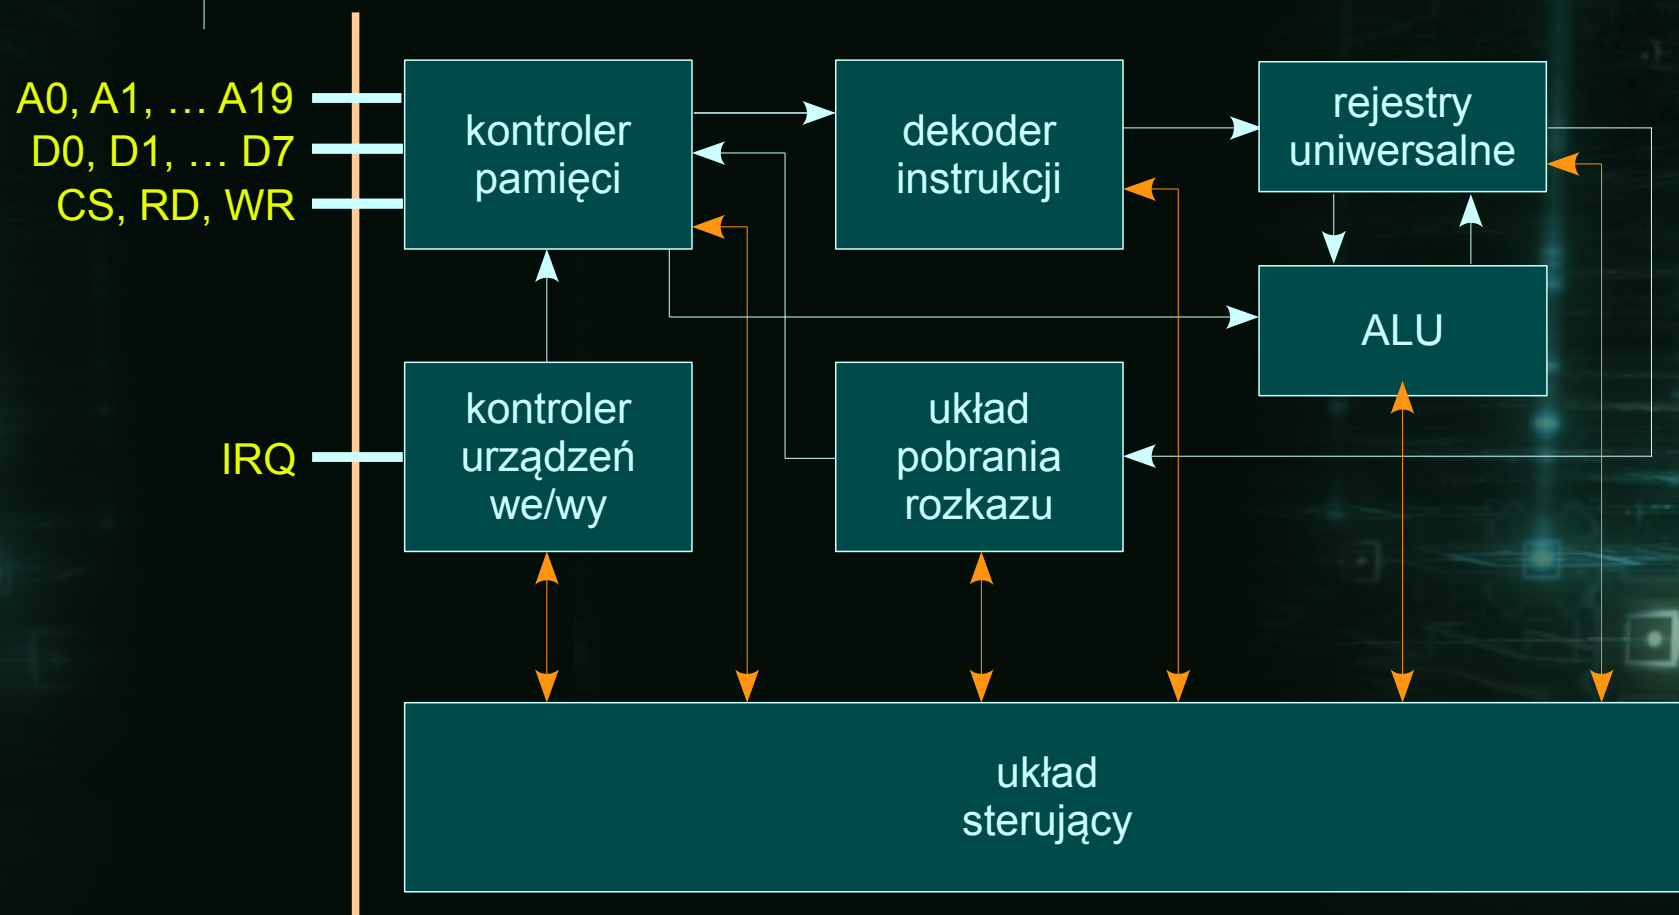 A0, A1, … A19
D0, D1, … D7
CS, RD, WR
kontroler
pamięci
dekoder
instrukcji
rejestry
uniwersalne
ALU
IRQ
kontroler
urządzeń
we/wy
układ
pobrania
rozkazu
układ
sterujący